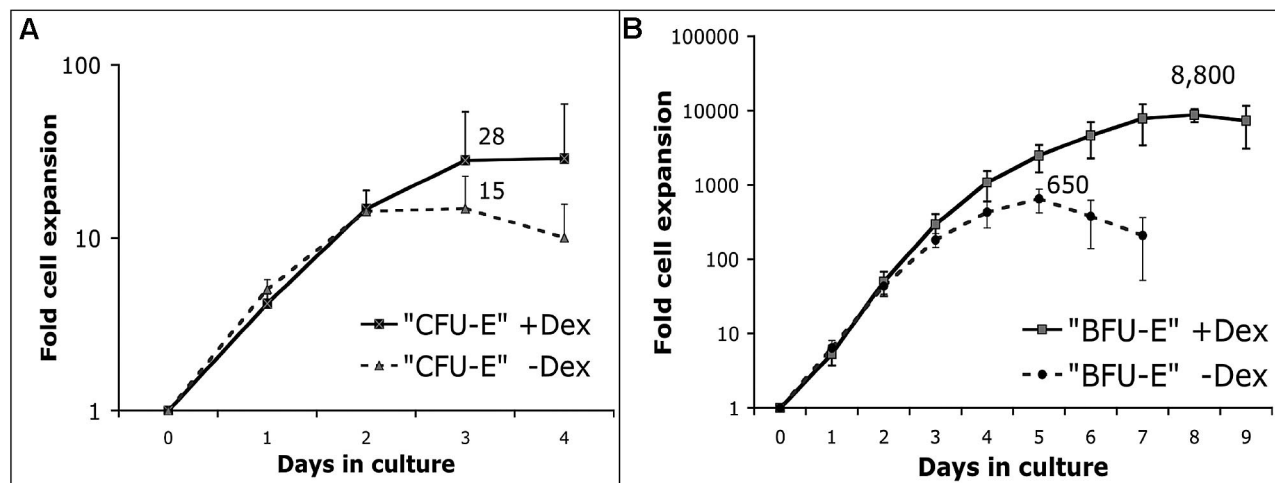 A
Fold cell expansion
100
10
1
28
15
"CFU-E" +Dex
"CFU-E" -Dex
0 1 2 3 4
Days in culture
B
Fold cell expansion
100000
10000
1000
100
10
1
8,800
650
"BFU-E" +Dex
"BFU-E" -Dex
0 1 2 3 4 5 6 7 8 9
Days in culture